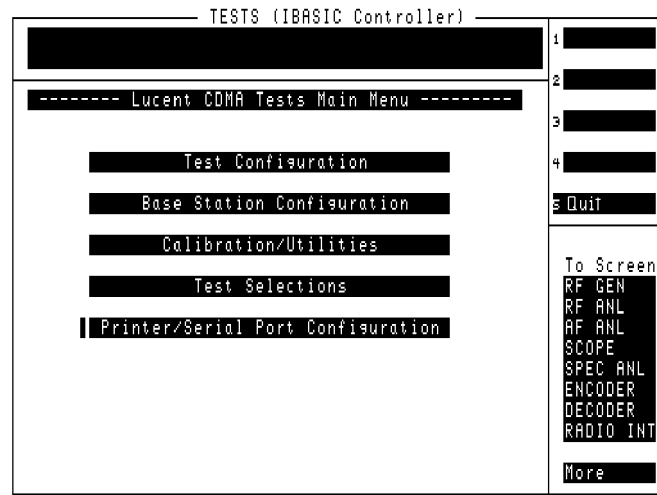 TESTS (IBASIC Controller)
-------- Lucent CDMA Tests Main Menu ---------
Test Configuration
Base Station Configuration
Calibration/Utilities
Test Selections
Printer/Serial Port Configuration
1
2
3
4
5 Quit
To Screen
RF GEN
RF ANL
AF ANL
SCOPE
SPEC ANL
ENCODER
DECODER
RADIO INT
More